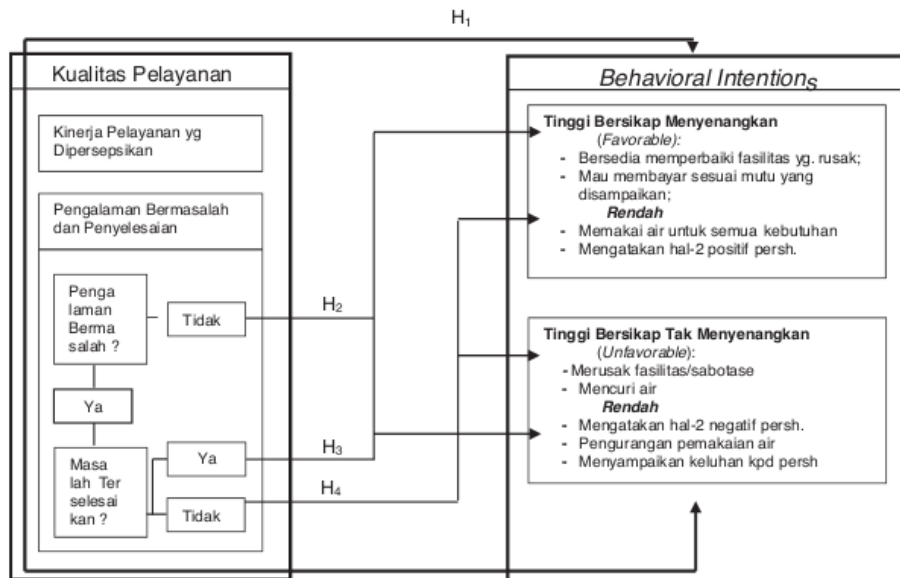 H1
Kualitas Pelayanan
Kinerja Pelayanan yg
Dipersepsikan
Pengalaman Bermasalah
dan Penyelesaian
Penga
laman
Berma
salah ?
Tidak
Ya
Masa
lah Ter
selesai
kan ?
Ya
Tidak
H2
H3
H4
Behavioral Intentions
Tinggi Bersikap Menyenangkan
(Favorable):
- Bersedia memperbaiki fasilitas yg. rusak;
- Mau membayar sesuai mutu yang
disampaikan;
Rendah
- Memakai air untuk semua kebutuhan
- Mengatakan hal-2 positif persh.
Tinggi Bersikap Tak Menyenangkan
(Unfavorable):
- Merusak fasilitas/sabotase
- Mencuri air
Rendah
- Mengatakan hal-2 negatif persh.
- Pengurangan pemakaian air
- Menyampaikan keluhan kpd persh